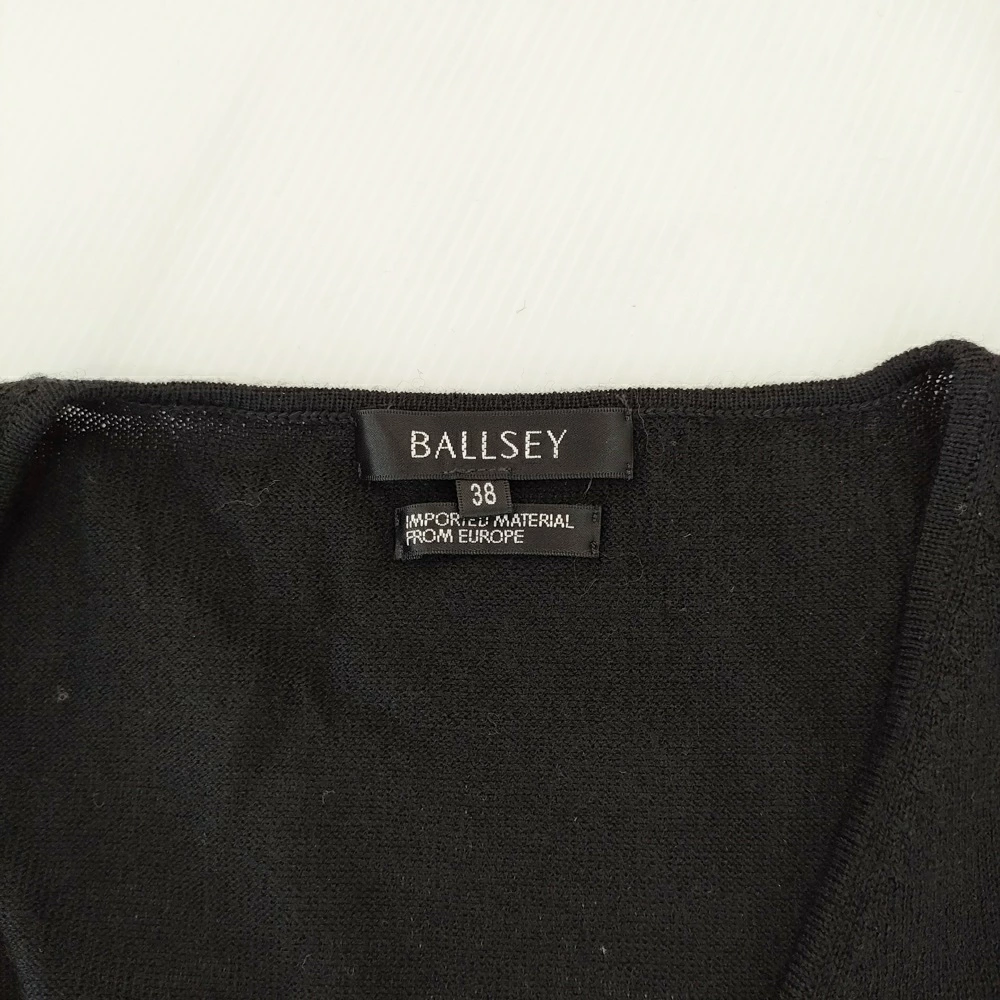 BALLSEY
38
IMPORTED MATERIAL
FROM EUROPE